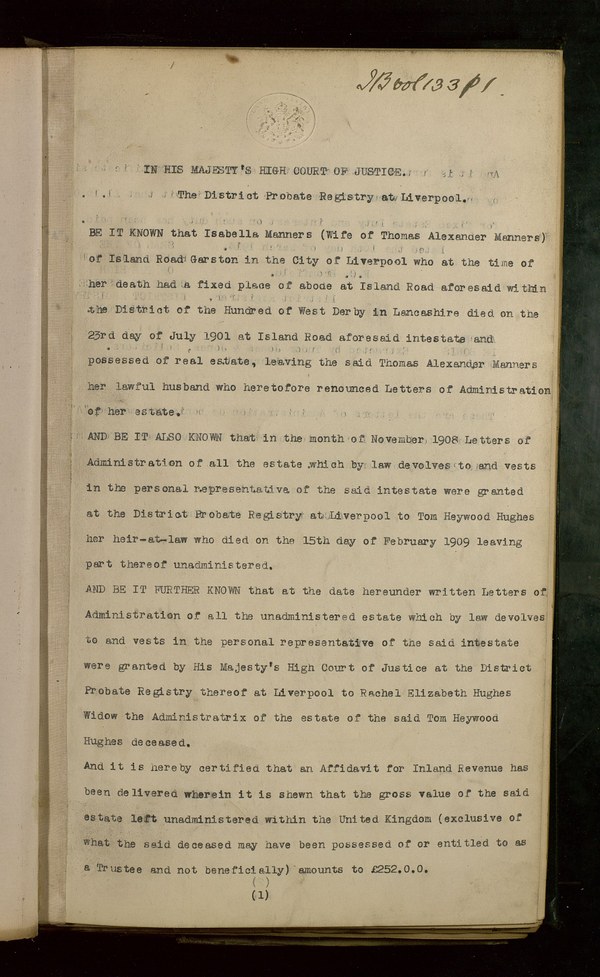 IN HIS MAJESTY'S HIGH COURT OF JUSTICE.
The District Probate Registry at Liverpool.
BE IT KNOWN that Isabella Manners (Wife of Thomas Alexander Manners)
of Island Road Garston in the City of Liverpool who at the time of
her death had a fixed place of abode at Island Road aforesaid within
the District of the Hundred of West Derby in Lancashire died on the
23rd day of July 1901 at Island Road aforesaid intestate and
possessed of real estate, leaving the said Thomas Alexander Manners
her lawful husband who heretofore renounced Letters of Administration
of her estate.
AND BE IT ALSO KNOWN that in the month of November 1908 Letters of
Administration of all the estate which by law devolves to and vests
in the personal representativa of the said intestate were granted
at the District Probate Registry at Liverpool to Tom Heywood Hughes
her heir-at-law who died on the 15th day of February 1909 leaving
part thereof unadministered.
AND BE IT FURTHER KNOWN that at the date hereunder written Letters of
Administration of all the unadministered estate which by law devolves
to and vests in the personal representative of the said intestate
were granted by His Majesty's High Court of Justice at the District
Probate Registry thereof at Liverpool to Rachel Elizabeth Hughes
Widow the Administratrix of the estate of the said Tom Heywood
Hughes deceased.
And it is hereby certified that an Affidavit for Inland Revenue has
been delivered wherein it is shewn that the gross value of the said
estate left unadministered within the United Kingdom (exclusive of
what the said deceased may have been possessed of or entitled to as
a Trustee and not beneficially) amounts to £252.0.0.
( )
(1)